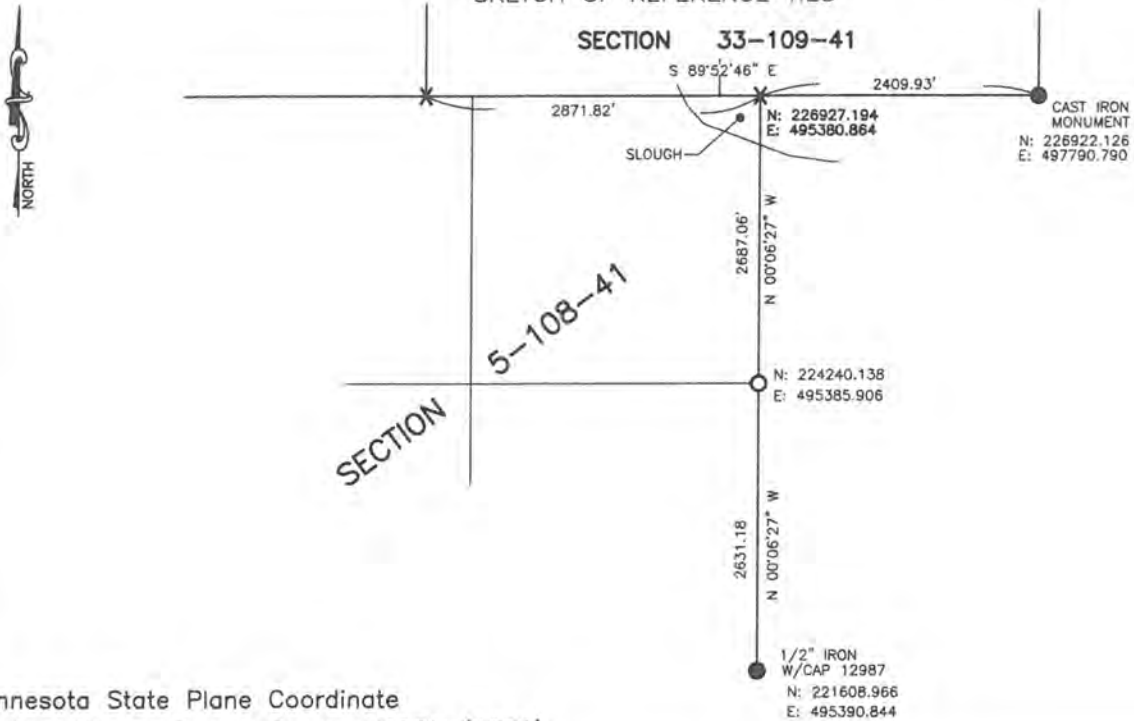 SECTION 33-109-41
S 89°52'46" E
2871.82'
2409.93'
N: 226927.194
E: 495380.864
SLOUGH
CAST IRON
MONUMENT
N: 226922.126
E: 497790.790
NORTH
2687.06'
N 00°06'27" W
SECTION 5-108-41
N: 224240.138
E: 495385.906
2631.18
N 00°06'27" W
1/2" IRON
W/CAP 12987
N: 221608.966
E: 495390.844
nnesota State Plane Coordinate